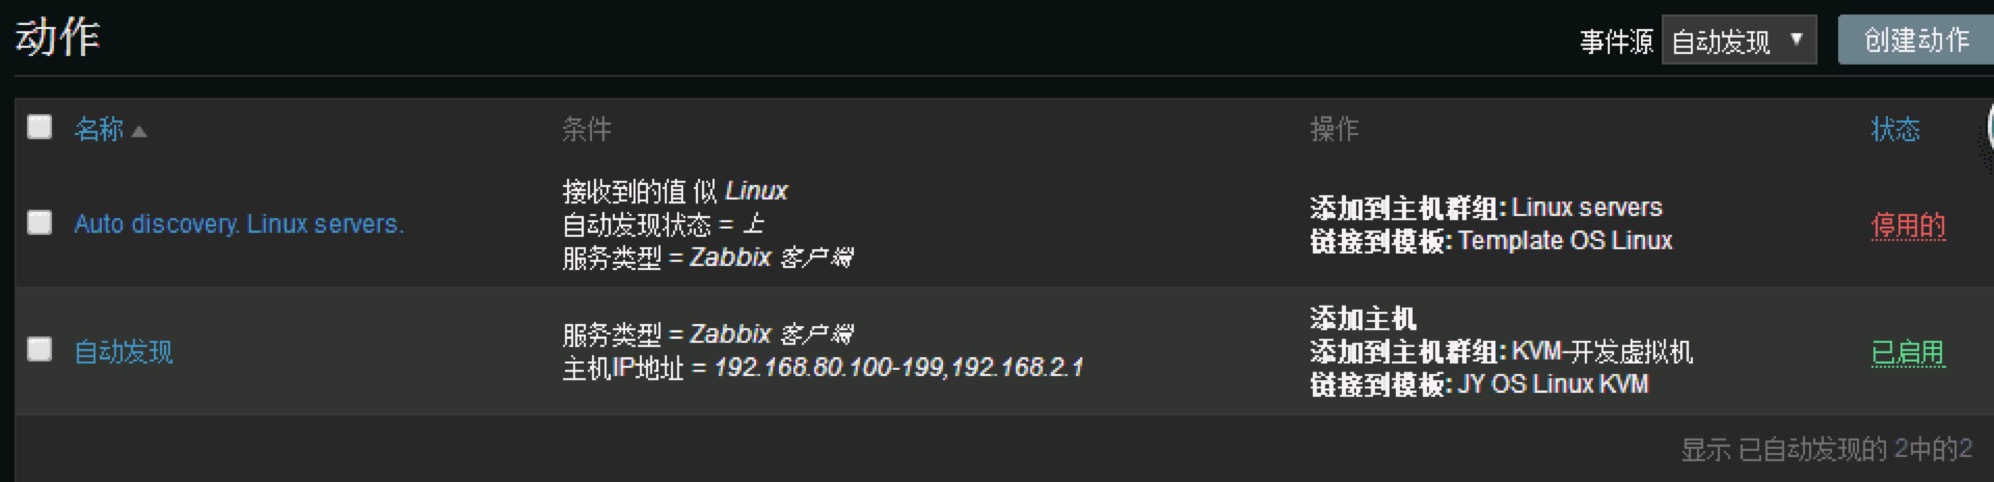 动作
事件源 自动发现 创建动作
名称 条件 操作 状态
Auto discovery. Linux servers.
接收到的值 似 Linux
自动发现状态 = 上
服务类型 = Zabbix 客户端
添加到主机群组: Linux servers
链接到模板: Template OS Linux
停用的
自动发现
服务类型 = Zabbix 客户端
主机IP地址 = 192.168.80.100-199,192.168.2.1
添加主机
添加到主机群组: KVM-开发虚拟机
链接到模板: JY OS Linux KVM
已启用
显示 已自动发现的 2中的2